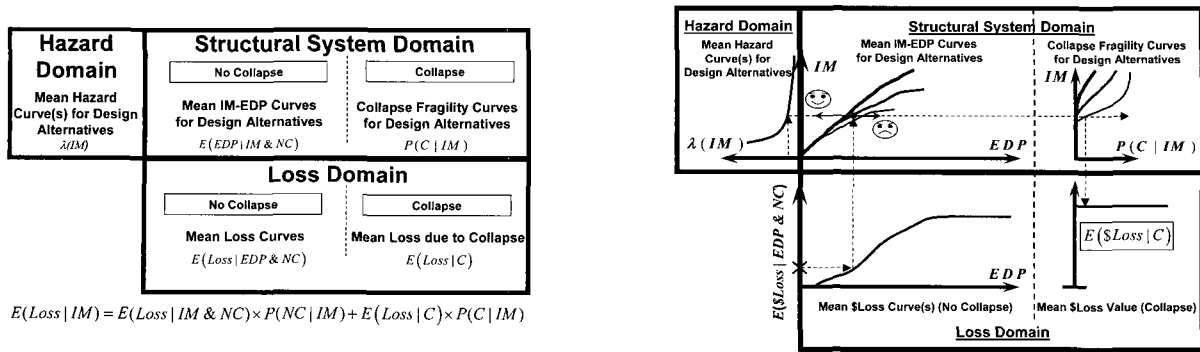 Hazard
Domain
Mean Hazard
Curve(s) for Design
Alternatives
λ(IM)
Structural System Domain
No Collapse
Collapse
Mean IM-EDP Curves
for Design Alternatives
E(EDP | IM & NC)
Collapse Fragility Curves
for Design Alternatives
P(C | IM)
Loss Domain
No Collapse
Collapse
Mean Loss Curves
E(Loss | EDP & NC)
Mean Loss due to Collapse
E(Loss | C)
E(Loss | IM) = E(Loss | IM & NC) × P(NC | IM) + E(Loss | C) × P(C | IM)
Hazard Domain
Mean Hazard
Curve(s) for
Design Alternatives
λ(IM)
Structural System Domain
Mean IM-EDP Curves
for Design Alternatives
IM
EDP
Collapse Fragility Curves
for Design Alternatives
IM
P(C | IM)
E($Loss | EDP & NC)
EDP
Mean $Loss Curve(s) (No Collapse)
E($Loss | C)
Mean $Loss Value (Collapse)
Loss Domain